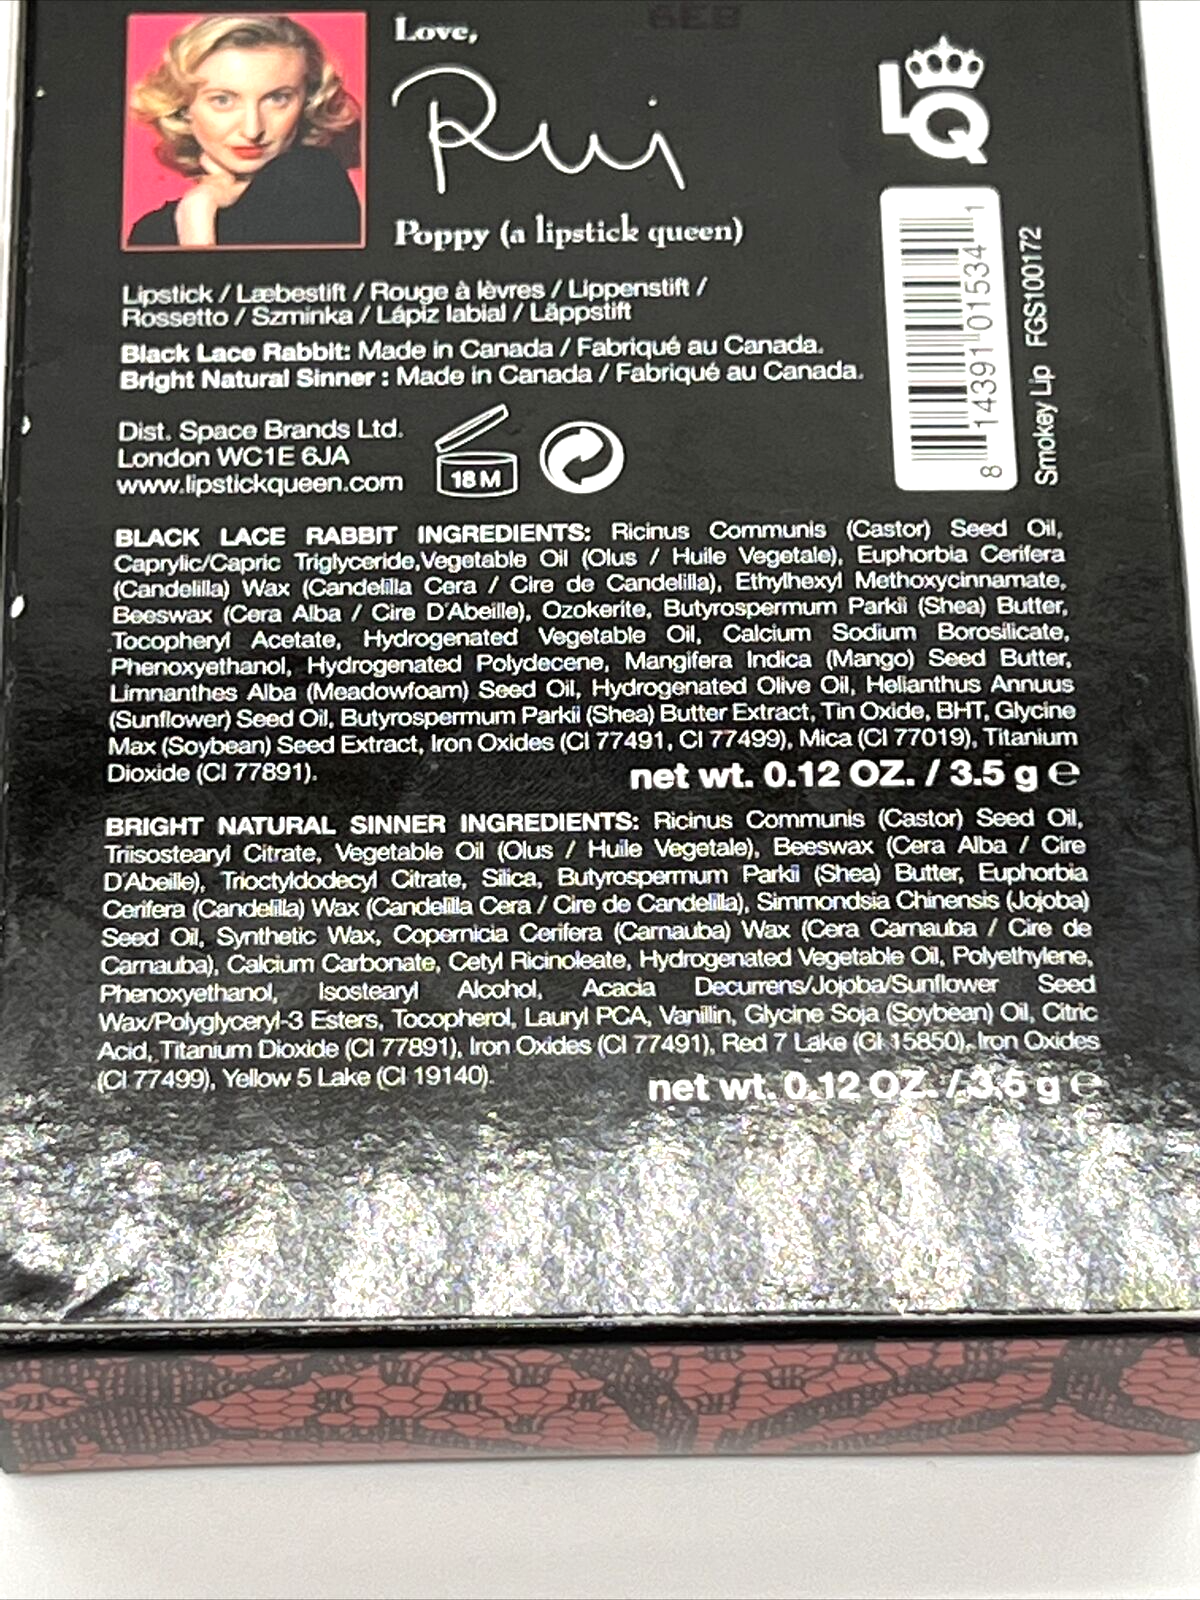 Love,
Poppy (a lipstick queen)
LQ
8 14391 01534 1
Smokey Lip FGS100172
Lipstick / Læbestift / Rouge à lèvres / Lippenstift /
Rossetto / Szminka / Lápiz labial / Läppstift
Black Lace Rabbit: Made in Canada / Fabriqué au Canada.
Bright Natural Sinner : Made in Canada / Fabriqué au Canada.
Dist. Space Brands Ltd.
London WC1E 6JA
www.lipstickqueen.com
18 M
BLACK LACE RABBIT INGREDIENTS: Ricinus Communis (Castor) Seed Oil,
Caprylic/Capric Triglyceride,Vegetable Oil (Olus / Huile Vegetale), Euphorbia Cerifera
(Candelilla) Wax (Candelilla Cera / Cire de Candelilla), Ethylhexyl Methoxycinnamate,
Beeswax (Cera Alba / Cire D'Abeille), Ozokerite, Butyrospermum Parkii (Shea) Butter,
Tocopheryl Acetate, Hydrogenated Vegetable Oil, Calcium Sodium Borosilicate,
Phenoxyethanol, Hydrogenated Polydecene, Mangifera Indica (Mango) Seed Butter,
Limnanthes Alba (Meadowfoam) Seed Oil, Hydrogenated Olive Oil, Helianthus Annuus
(Sunflower) Seed Oil, Butyrospermum Parkii (Shea) Butter Extract, Tin Oxide, BHT, Glycine
Max (Soybean) Seed Extract, Iron Oxides (CI 77491, CI 77499), Mica (CI 77019), Titanium
Dioxide (CI 77891).
net wt. 0.12 OZ. / 3.5 g ℮
BRIGHT NATURAL SINNER INGREDIENTS: Ricinus Communis (Castor) Seed Oil,
Triisostearyl Citrate, Vegetable Oil (Olus / Huile Vegetale), Beeswax (Cera Alba / Cire
D'Abeille), Trioctyldodecyl Citrate, Silica, Butyrospermum Parkii (Shea) Butter, Euphorbia
Cerifera (Candelilla) Wax (Candelilla Cera / Cire de Candelilla), Simmondsia Chinensis (Jojoba)
Seed Oil, Synthetic Wax, Copernicia Cerifera (Carnauba) Wax (Cera Carnauba / Cire de
Carnauba), Calcium Carbonate, Cetyl Ricinoleate, Hydrogenated Vegetable Oil, Polyethylene,
Phenoxyethanol, Isostearyl Alcohol, Acacia Decurrens/Jojoba/Sunflower Seed
Wax/Polyglyceryl-3 Esters, Tocopherol, Lauryl PCA, Vanillin, Glycine Soja (Soybean) Oil, Citric
Acid, Titanium Dioxide (CI 77891), Iron Oxides (CI 77491), Red 7 Lake (CI 15850), Iron Oxides
(CI 77499), Yellow 5 Lake (CI 19140).
net wt. 0.12 OZ. / 3.5 g ℮